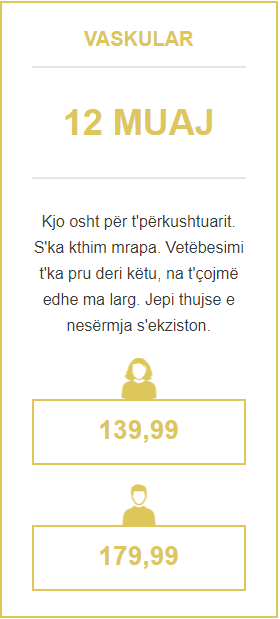 VASKULAR
12 MUAJ
Kjo osht për t'përkushtuarit.
S'ka kthim mrapa. Vetëbesimi
t'ka pru deri këtu, na t'çojmë
edhe ma larg. Jepi thujse e
nesërmja s'ekziston.
139,99
179,99